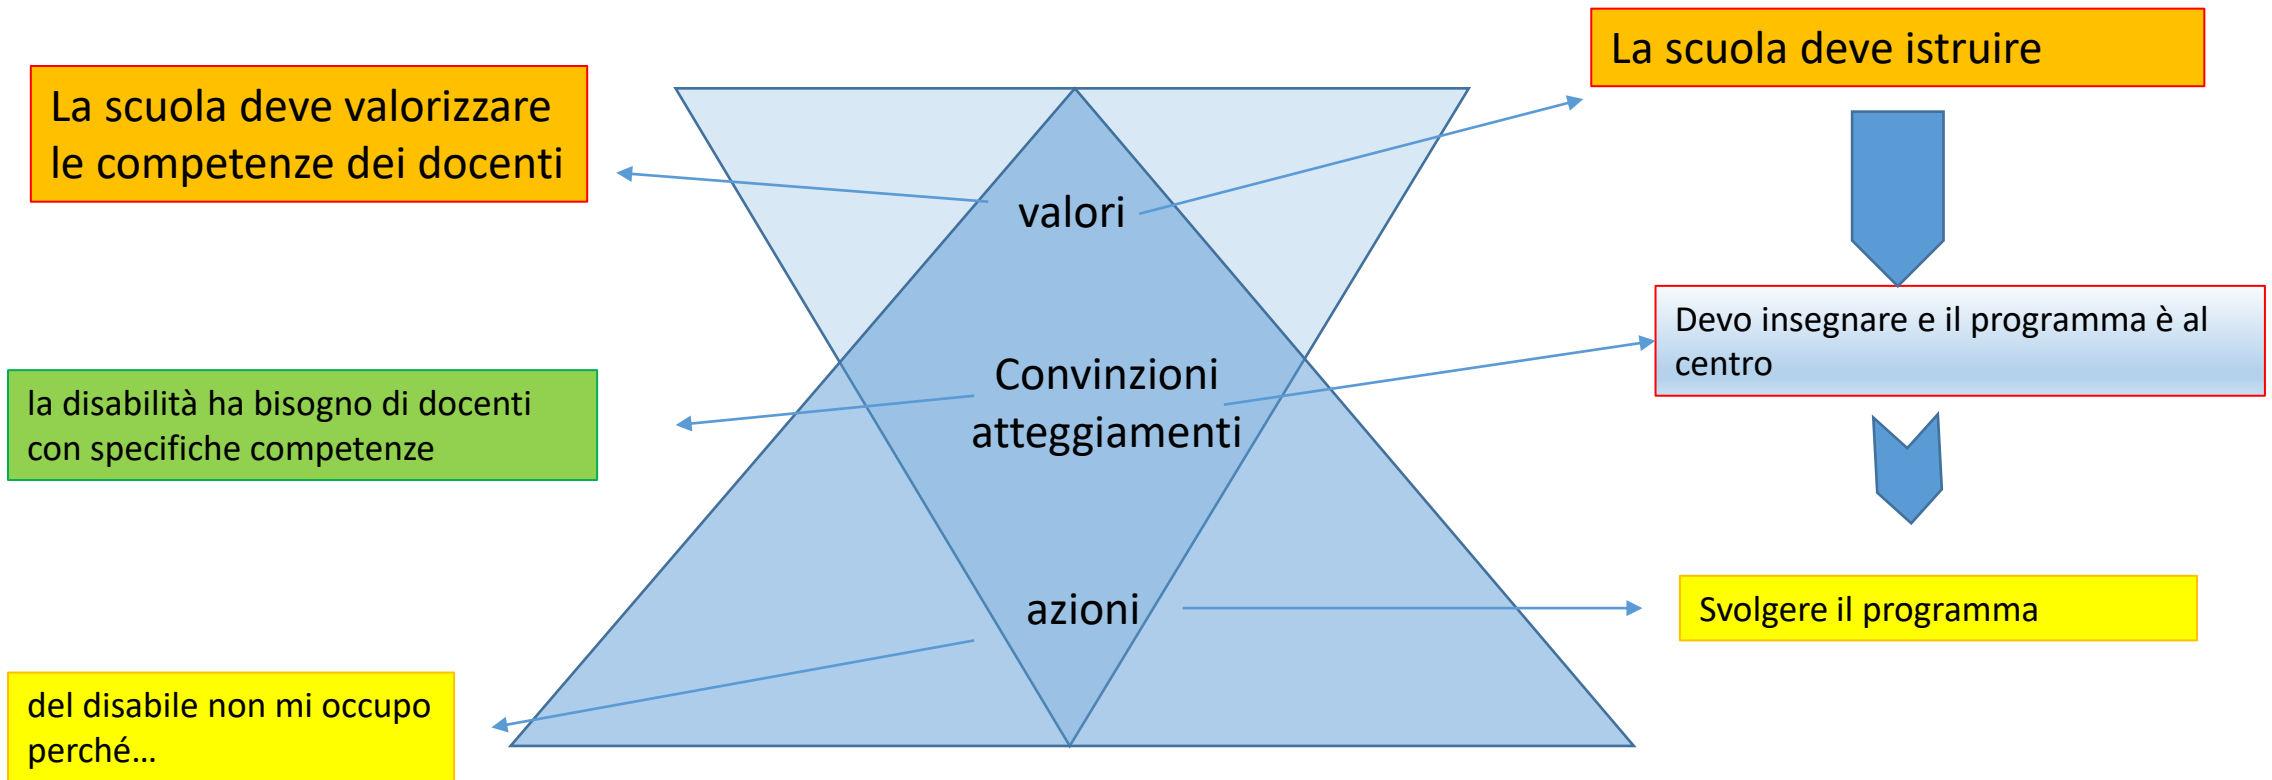 La scuola deve istruire
La scuola deve valorizzare
le competenze dei docenti
valori
Devo insegnare e il programma è al
centro
Convinzioni
atteggiamenti
la disabilità ha bisogno di docenti
con specifiche competenze
azioni
Svolgere il programma
del disabile non mi occupo
perché…